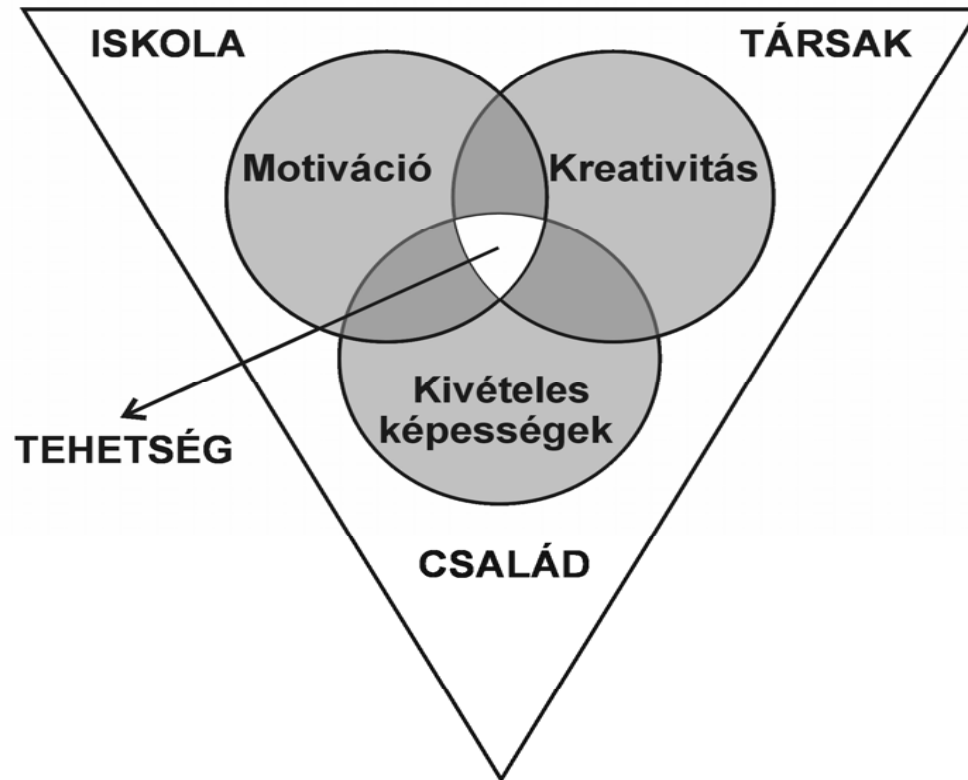 ISKOLA
TÁRSAK
Motiváció
Kreativitás
Kivételes
képességek
TEHETSÉG
CSALÁD